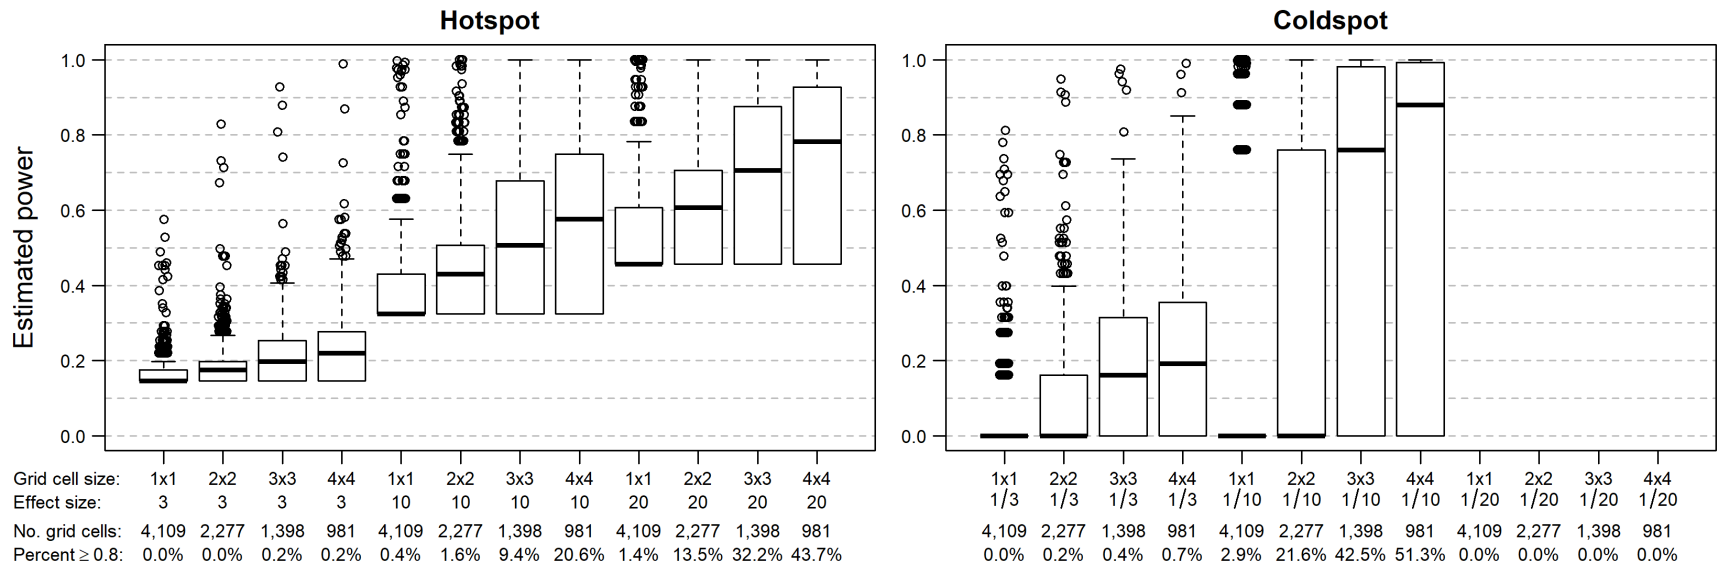 Hotspot
Coldspot
Estimated power
1.0
0.8
0.6
0.4
0.2
0.0
1.0
0.8
0.6
0.4
0.2
0.0
Grid cell size: 1x1 2x2 3x3 4x4 1x1 2x2 3x3 4x4 1x1 2x2 3x3 4x4
Effect size: 3 3 3 3 10 10 10 10 20 20 20 20
No. grid cells: 4,109 2,277 1,398 981 4,109 2,277 1,398 981 4,109 2,277 1,398 981
Percent ≥ 0.8: 0.0% 0.0% 0.2% 0.2% 0.4% 1.6% 9.4% 20.6% 1.4% 13.5% 32.2% 43.7%
1x1 2x2 3x3 4x4 1x1 2x2 3x3 4x4 1x1 2x2 3x3 4x4
1/3 1/3 1/3 1/3 1/10 1/10 1/10 1/10 1/20 1/20 1/20 1/20
4,109 2,277 1,398 981 4,109 2,277 1,398 981 4,109 2,277 1,398 981
0.0% 0.2% 0.4% 0.7% 2.9% 21.6% 42.5% 51.3% 0.0% 0.0% 0.0% 0.0%